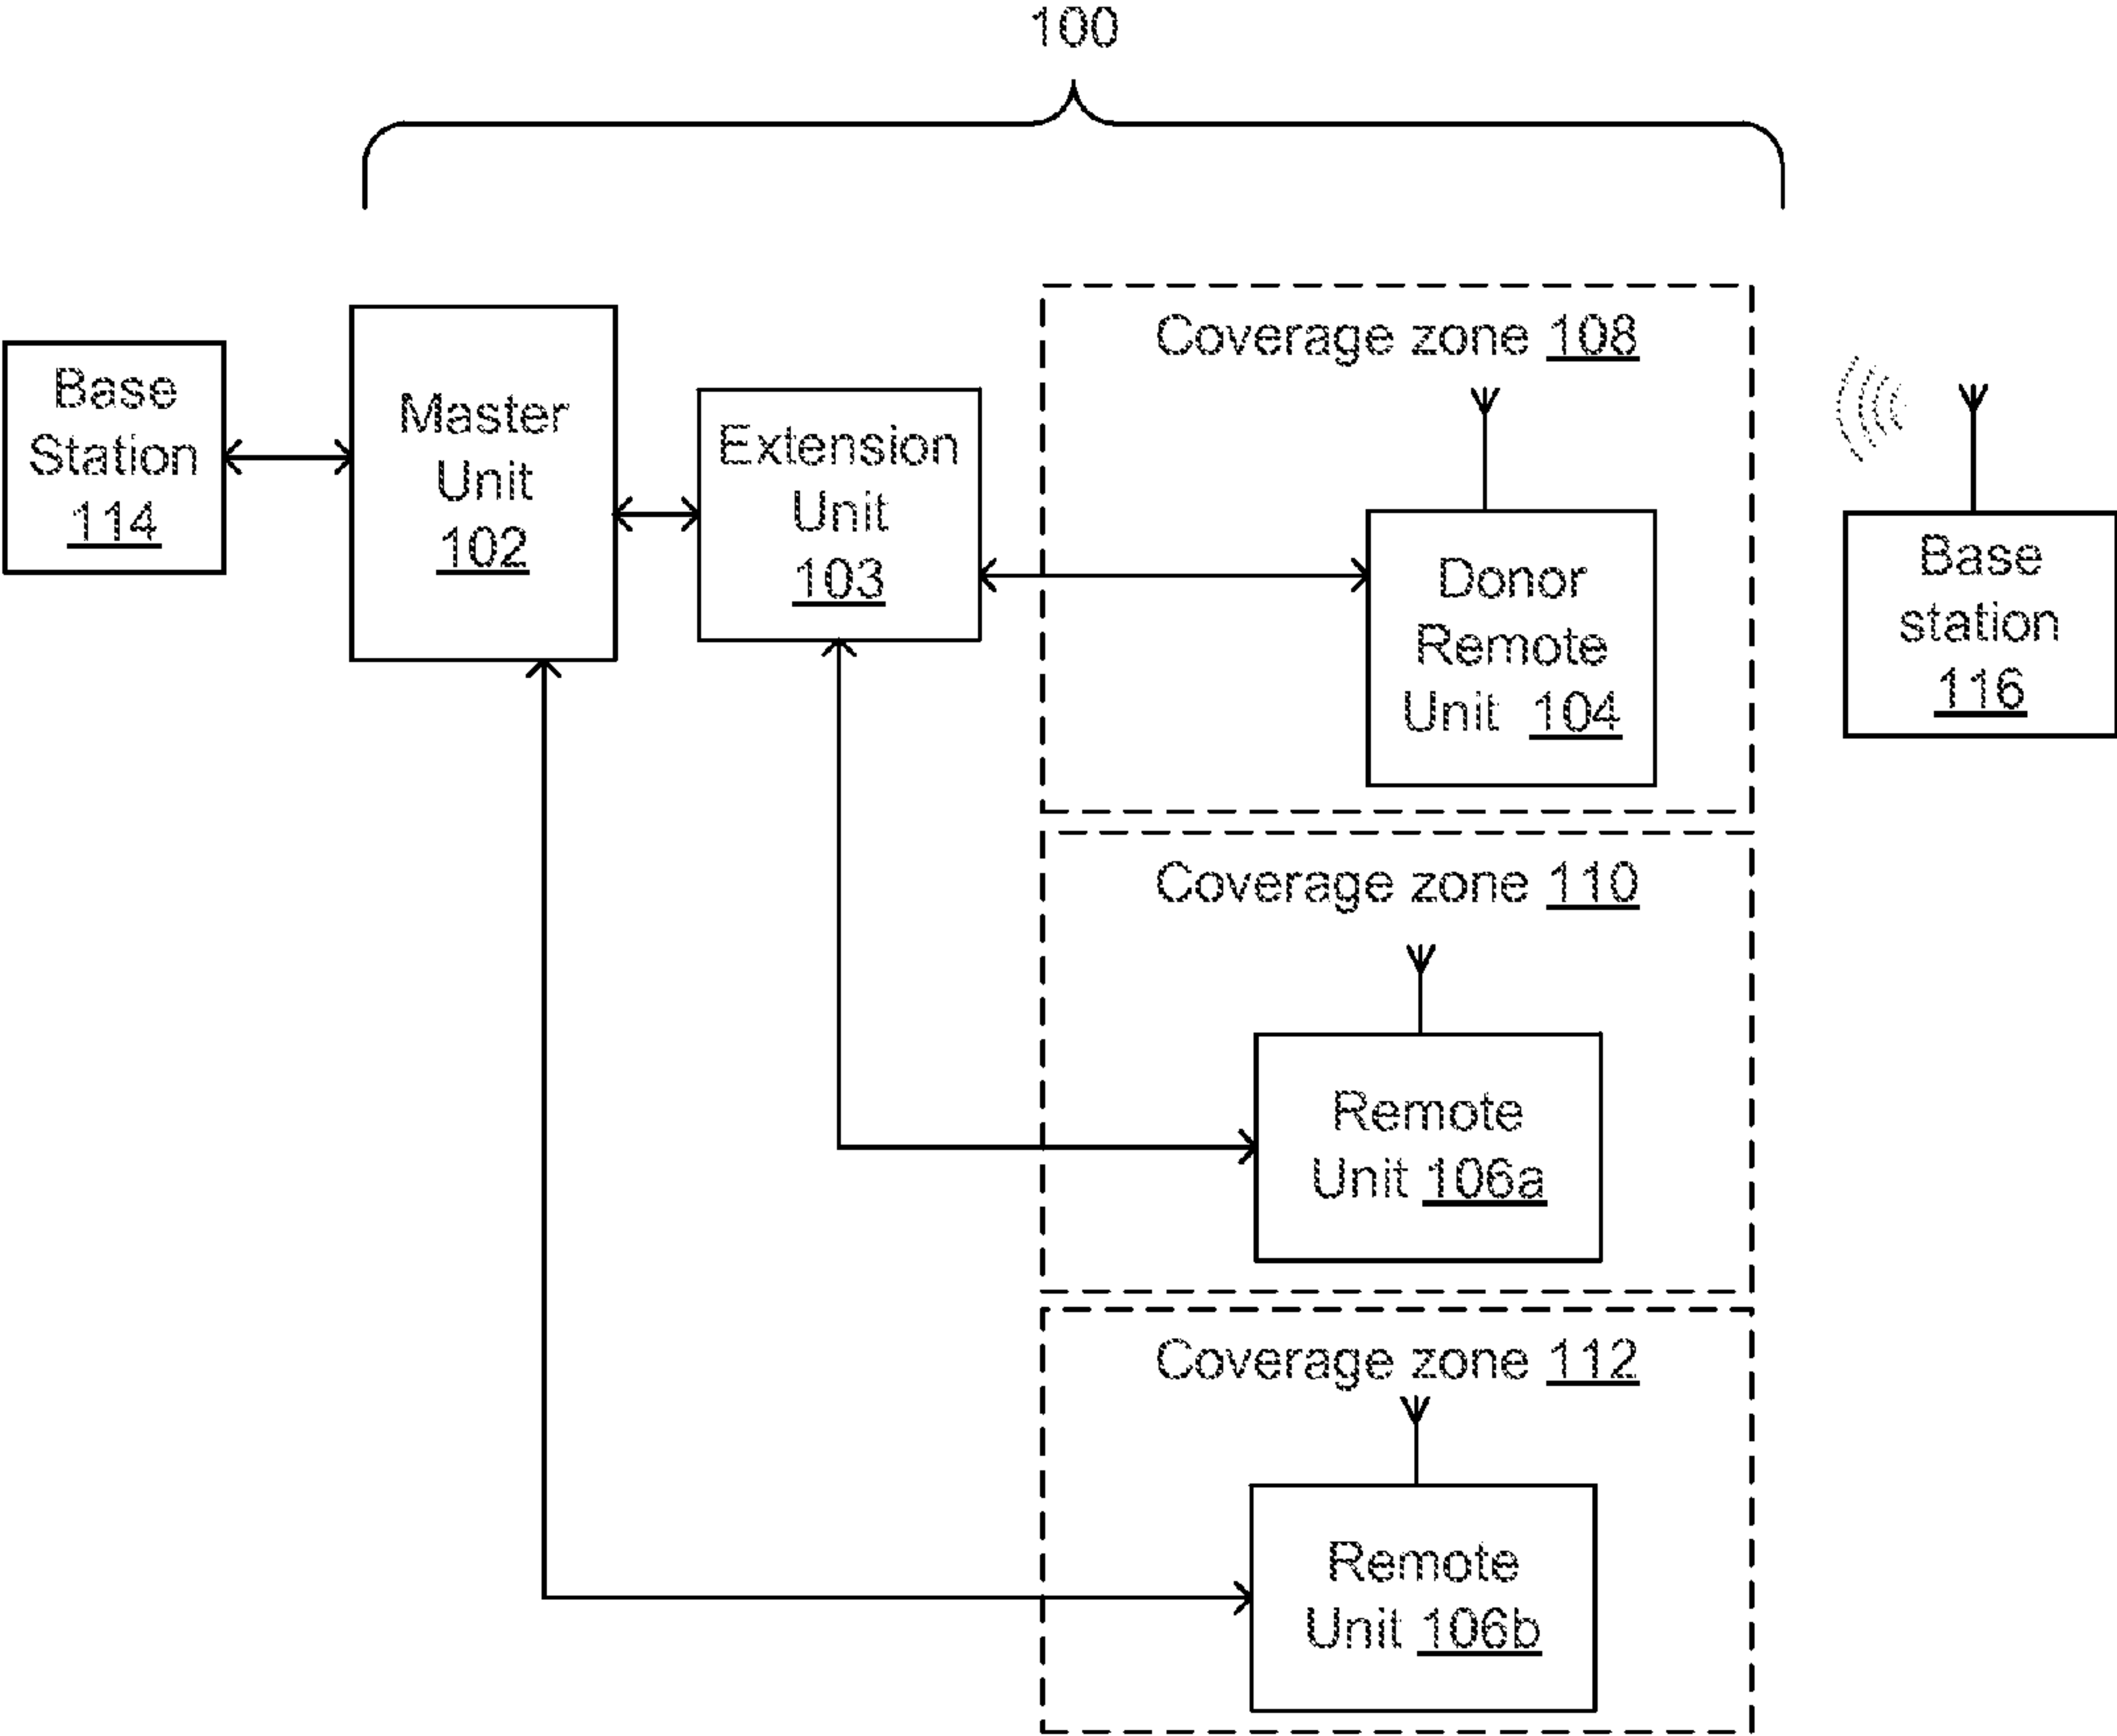 100
Base
Station
114
Master
Unit
102
Extension
Unit
103
Coverage zone 108
Donor
Remote
Unit 104
Base
station
116
Coverage zone 110
Remote
Unit 106a
Coverage zone 112
Remote
Unit 106b